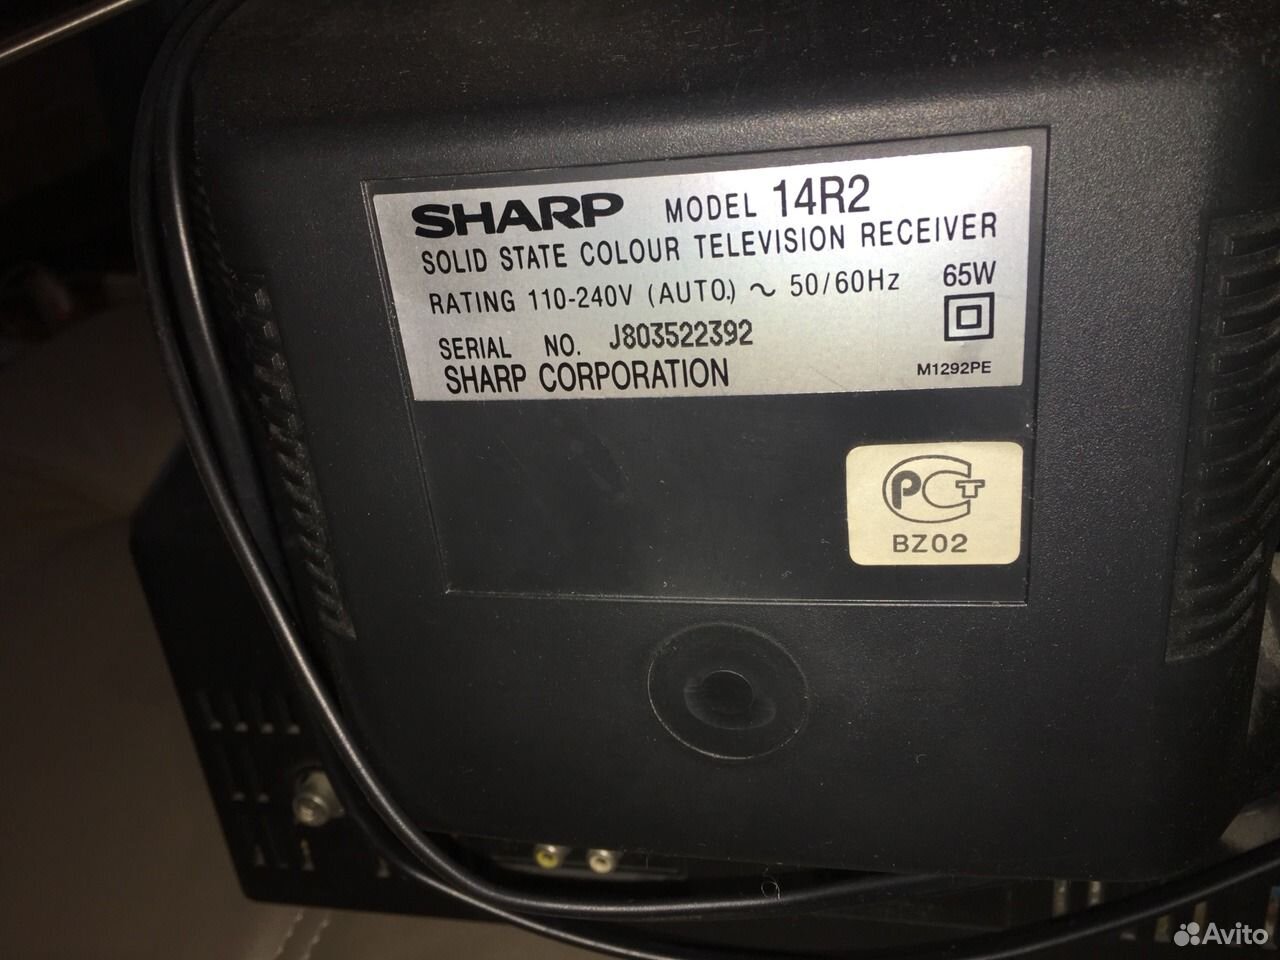 SHARP MODEL 14R2
SOLID STATE COLOUR TELEVISION RECEIVER
RATING 110-240V (AUTO.) ~ 50/60Hz 65W
SERIAL NO. J803522392
SHARP CORPORATION M1292PE
РСТ
BZ02
Avito